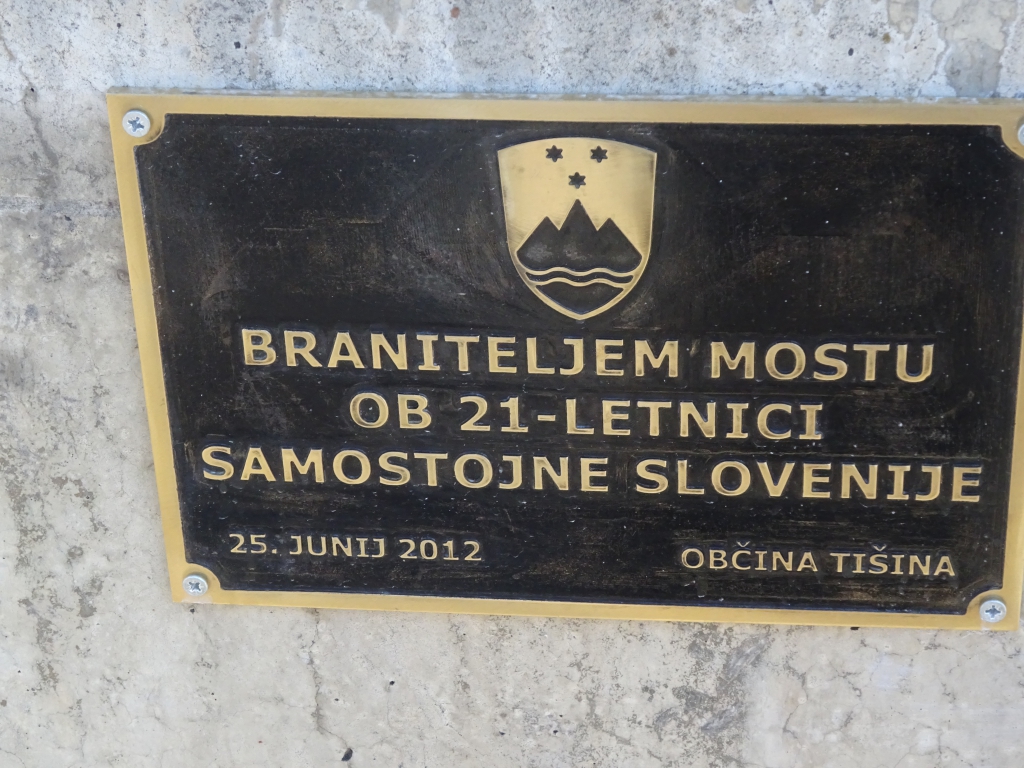 BRANITELJEM MOSTU
OB 21-LETNICI
SAMOSTOJNE SLOVENIJE
25. JUNIJ 2012
OBČINA TIŠINA